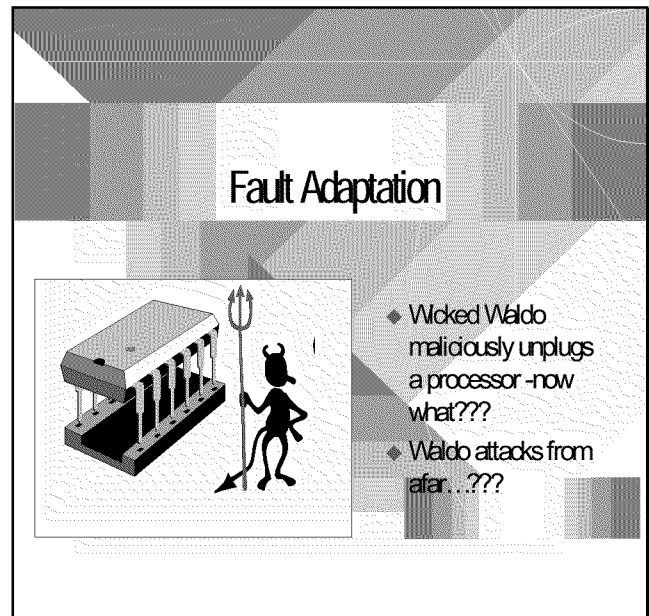 Fault Adaptation
Wicked Waldo
maliciously unplugs
a processor -now
what???
Waldo attacks from
afar…???